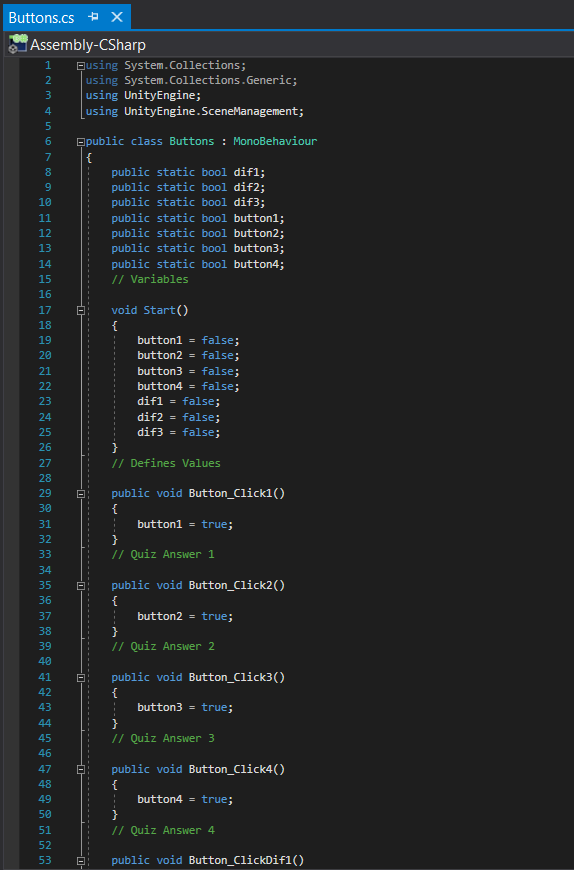 Buttons.cs
Assembly-CSharp
1 using System.Collections;
2 using System.Collections.Generic;
3 using UnityEngine;
4 using UnityEngine.SceneManagement;
5
6 public class Buttons : MonoBehaviour
7 {
8 public static bool dif1;
9 public static bool dif2;
10 public static bool dif3;
11 public static bool button1;
12 public static bool button2;
13 public static bool button3;
14 public static bool button4;
15 // Variables
16
17 void Start()
18 {
19 button1 = false;
20 button2 = false;
21 button3 = false;
22 button4 = false;
23 dif1 = false;
24 dif2 = false;
25 dif3 = false;
26 }
27 // Defines Values
28
29 public void Button_Click1()
30 {
31 button1 = true;
32 }
33 // Quiz Answer 1
34
35 public void Button_Click2()
36 {
37 button2 = true;
38 }
39 // Quiz Answer 2
40
41 public void Button_Click3()
42 {
43 button3 = true;
44 }
45 // Quiz Answer 3
46
47 public void Button_Click4()
48 {
49 button4 = true;
50 }
51 // Quiz Answer 4
52
53 public void Button_ClickDif1()